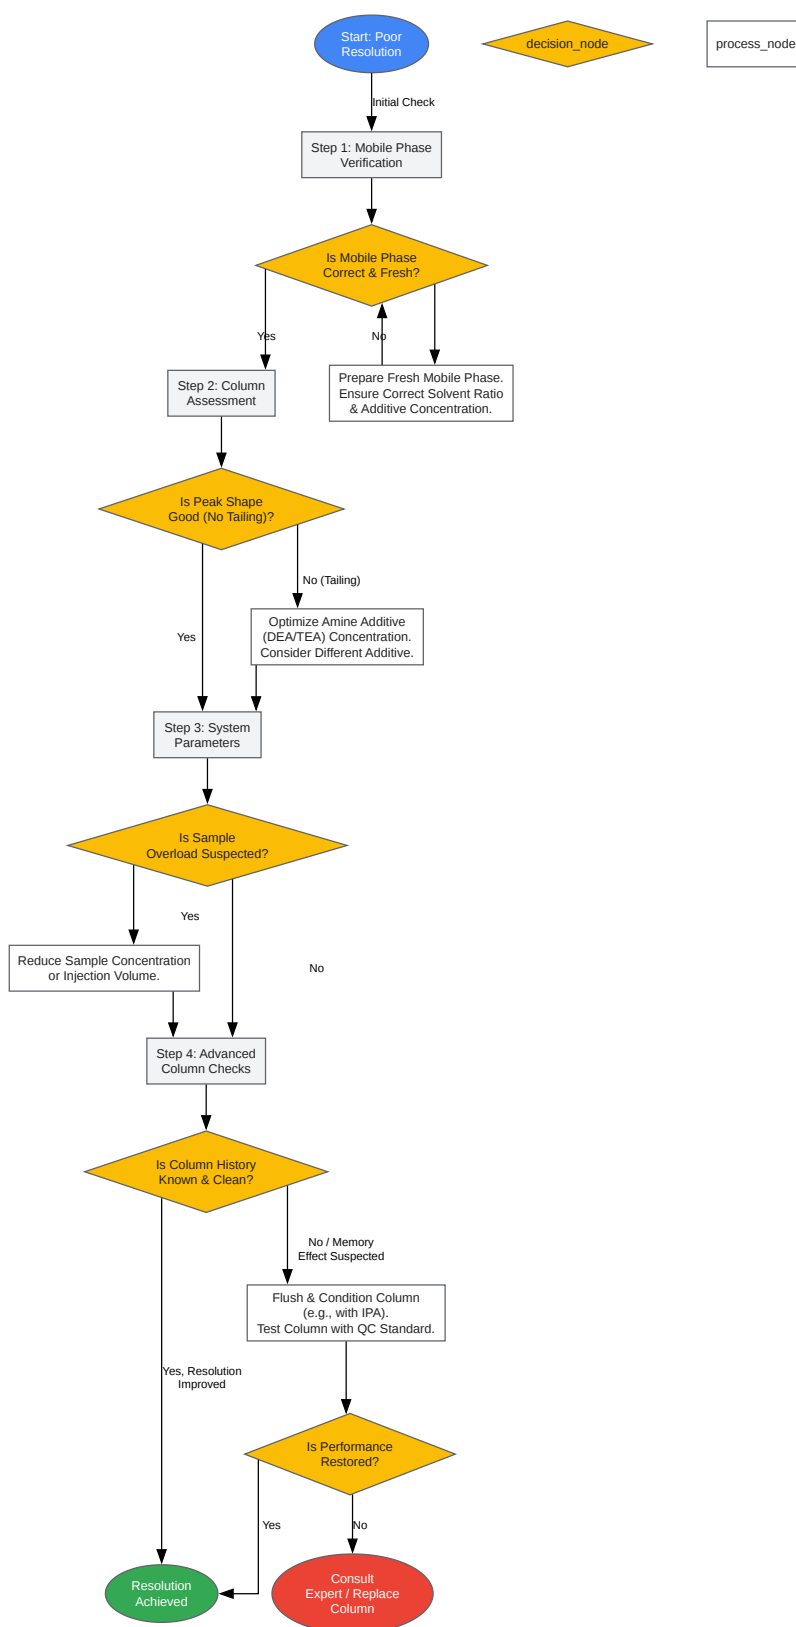 Start: Poor
Resolution
decision_node
process_node
Initial Check
Step 1: Mobile Phase
Verification
Is Mobile Phase
Correct & Fresh?
Yes
No
Step 2: Column
Assessment
Prepare Fresh Mobile Phase.
Ensure Correct Solvent Ratio
& Additive Concentration.
Is Peak Shape
Good (No Tailing)?
No (Tailing)
Yes
Optimize Amine Additive
(DEA/TEA) Concentration.
Consider Different Additive.
Step 3: System
Parameters
Is Sample
Overload Suspected?
Yes
No
Reduce Sample Concentration
or Injection Volume.
Step 4: Advanced
Column Checks
Is Column History
Known & Clean?
No / Memory
Effect Suspected
Flush & Condition Column
(e.g., with IPA).
Test Column with QC Standard.
Yes, Resolution
Improved
Is Performance
Restored?
Yes
No
Resolution
Achieved
Consult
Expert / Replace
Column